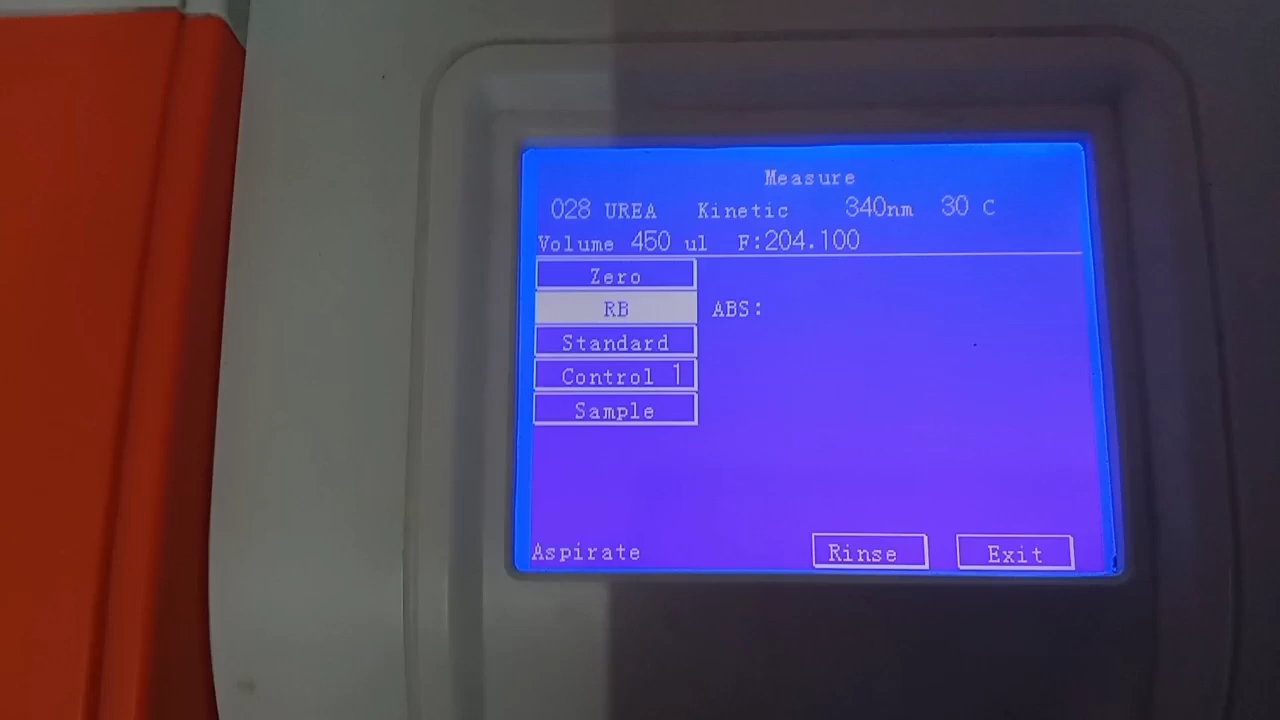 Measure
028 UREA Kinetic 340nm 30 C
Volume 450 ul F:204.100
Zero
RB ABS:
Standard
Control 1
Sample
Aspirate Rinse Exit